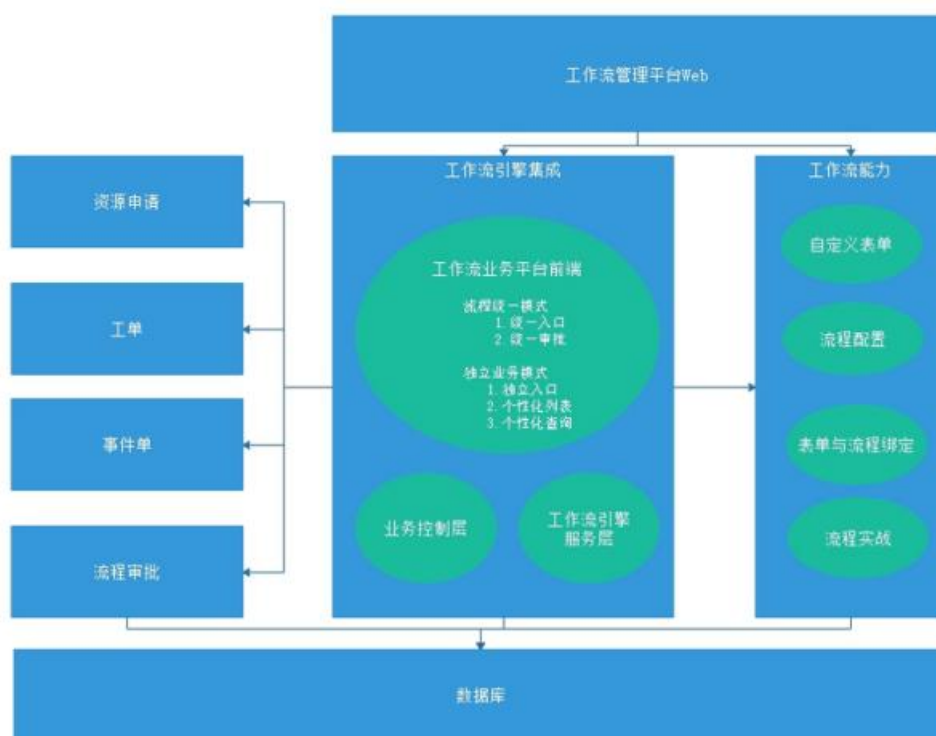 工作流管理平台Web
工作流引擎集成
工作流能力
资源申请
工单
事件单
流程审批
工作流业务平台前端
流程统一模式
1. 统一入口
2. 统一审批
独立业务模式
1. 独立入口
2. 个性化列表
3. 个性化查询
业务控制层
工作流引擎
服务层
自定义表单
流程配置
表单与流程绑定
流程实战
数据库